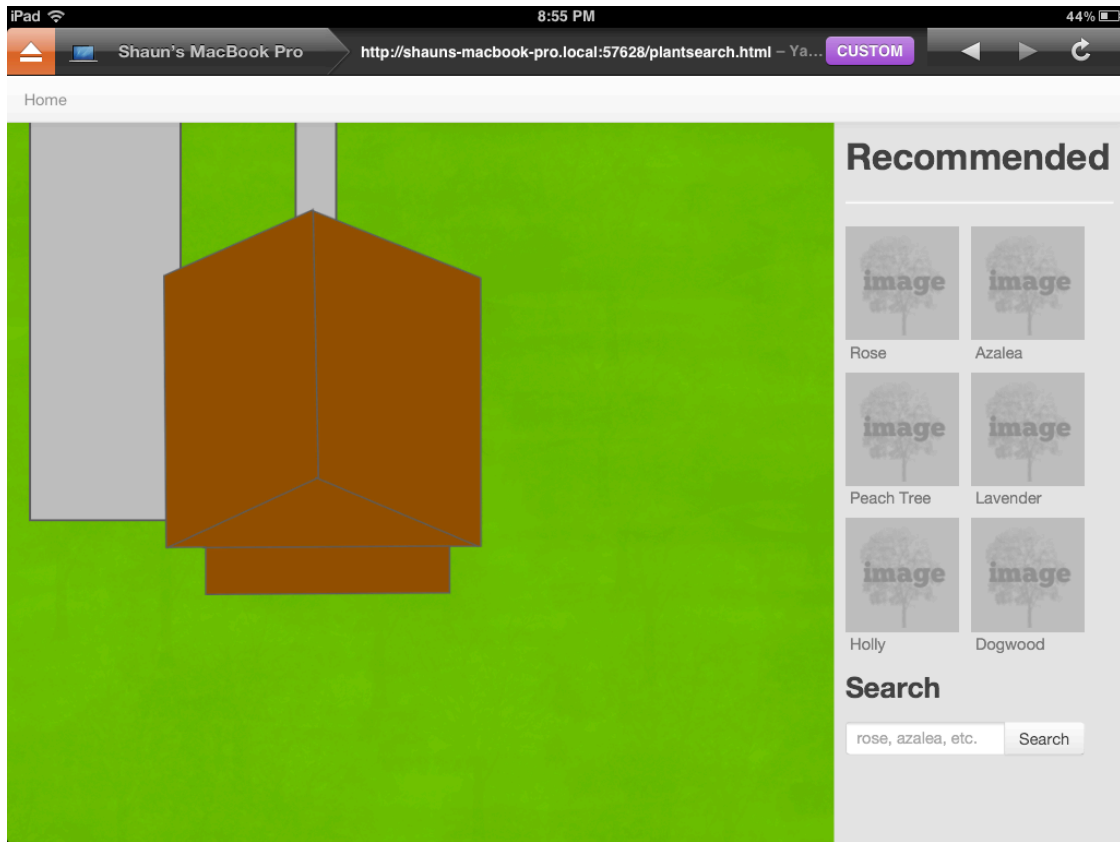 iPad 8:55 PM 44%
Shaun's MacBook Pro http://shauns-macbook-pro.local:57628/plantsearch.html – Ya... CUSTOM
Home
Recommended
image image
Rose Azalea
image image
Peach Tree Lavender
image image
Holly Dogwood
Search
rose, azalea, etc. Search